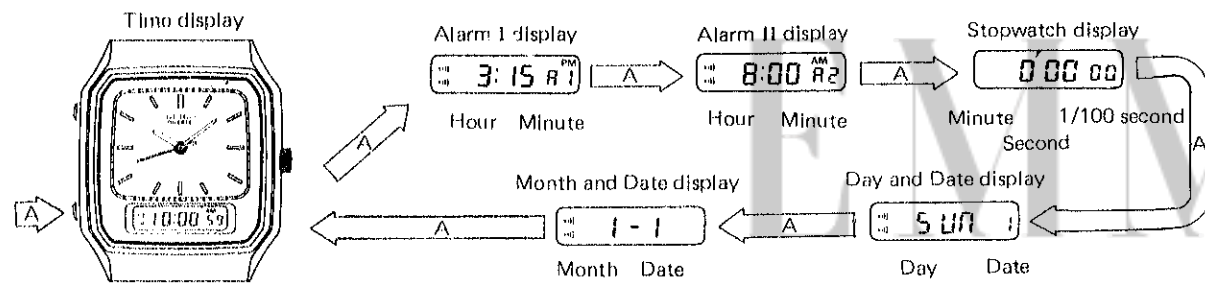 Time display
Alarm I display
Alarm II display
Stopwatch display
3:15 PM A1
A
8:00 AM A2
A
0'00 00
Hour Minute
Hour Minute
Minute 1/100 second
Second
A
A
Month and Date display
Day and Date display
A
10:00 59 AM
A
1 - 1
A
SUN 1
Month Date
Day Date
EMM